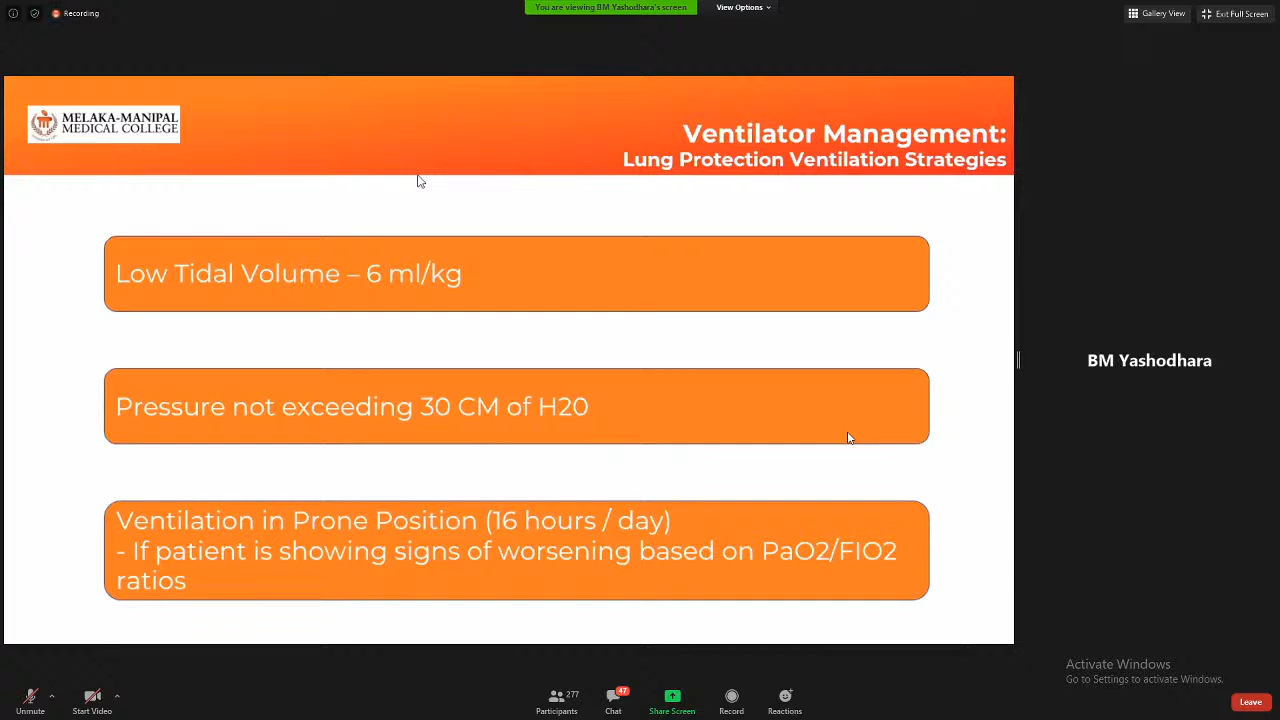 Recording
You are viewing BM Yashodhara's screen
View Options
Gallery View
Exit Full Screen
MELAKA-MANIPAL
MEDICAL COLLEGE
Ventilator Management:
Lung Protection Ventilation Strategies
Low Tidal Volume – 6 ml/kg
Pressure not exceeding 30 CM of H20
Ventilation in Prone Position (16 hours / day)
- If patient is showing signs of worsening based on PaO2/FIO2
ratios
BM Yashodhara
Activate Windows
Go to Settings to activate Windows.
Unmute
Start Video
277
Participants
47
Chat
Share Screen
Record
Reactions
Leave